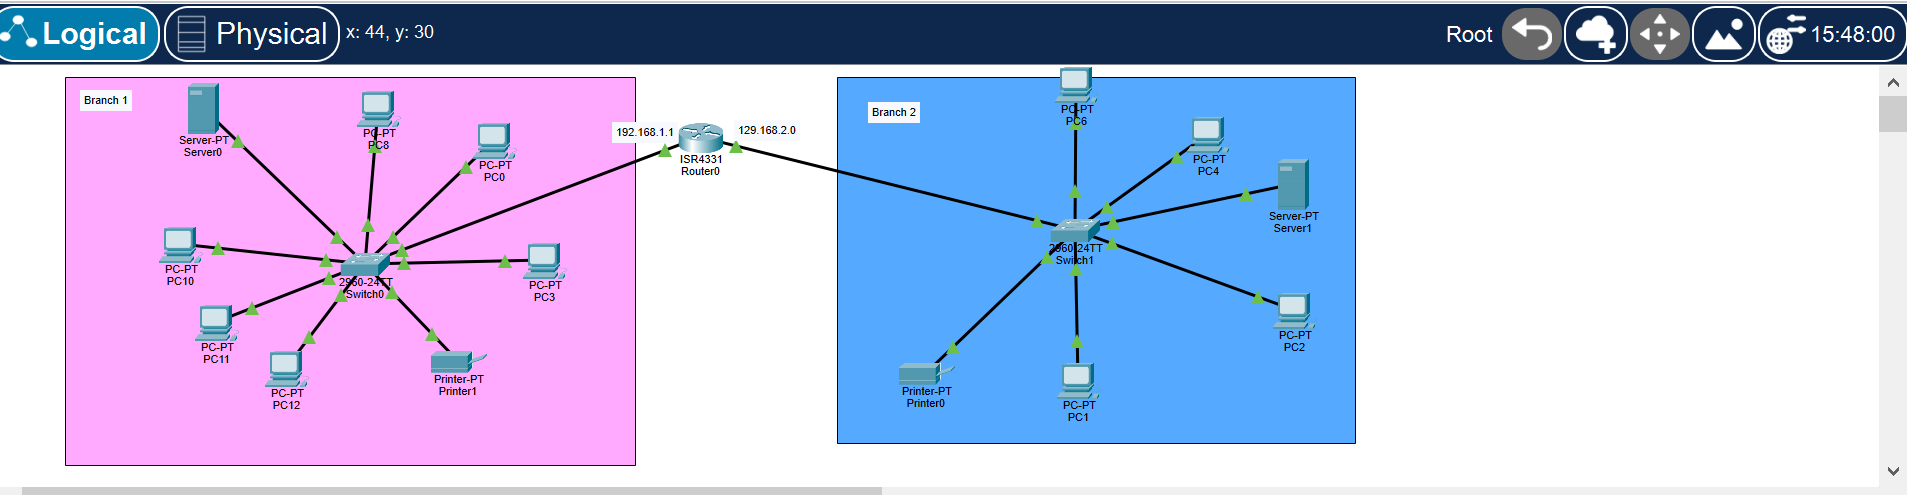 Logical
Physical
x: 44, y: 30
Root
15:48:00
Branch 1
Server-PT
Server0
PC-PT
PC8
PC-PT
PC0
192.168.1.1
129.168.2.0
ISR4331
Router0
Branch 2
PC-PT
PC6
PC-PT
PC4
Server-PT
Server1
PC-PT
PC10
2960-24TT
Switch0
PC-PT
PC3
2960-24TT
Switch1
PC-PT
PC11
PC-PT
PC12
Printer-PT
Printer1
PC-PT
PC2
Printer-PT
Printer0
PC-PT
PC1